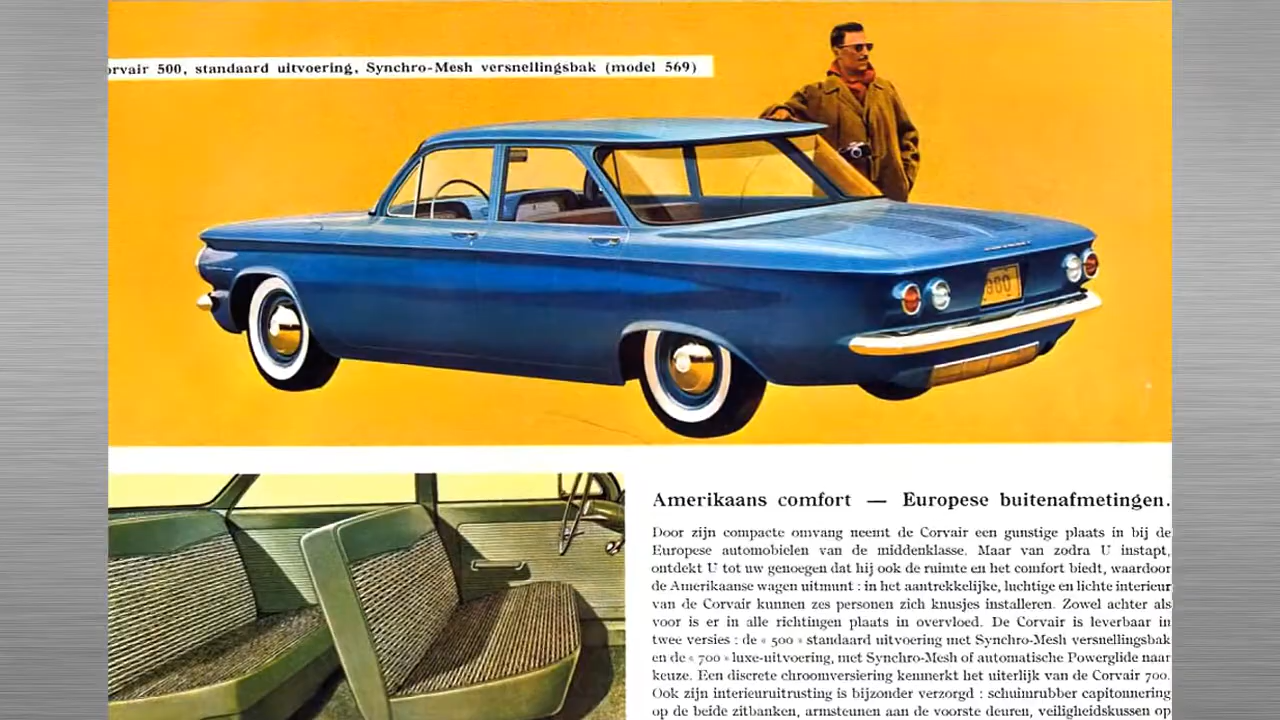 orvair 500, standaard uitvoering, Synchro-Mesh versnellingsbak (model 569)
Amerikaans comfort — Europese buitenafmetingen.
Door zijn compacte omvang neemt de Corvair een gunstige plaats in bij de
Europese automobielen van de middenklasse. Maar van zodra U instapt,
ontdekt U tot uw genoegen dat hij ook de ruimte en het comfort biedt, waardoor
de Amerikaanse wagen uitmunt : in het aantrekkelijke, luchtige en lichte interieur
van de Corvair kunnen zes personen zich knusjes installeren. Zowel achter als
voor is er in alle richtingen plaats in overvloed. De Corvair is leverbaar in
twee versies : de « 500 » standaard uitvoering met Synchro-Mesh versnellingsbak
en de « 700 » luxe-uitvoering, met Synchro-Mesh of automatische Powerglide naar
keuze. Een discrete chroomversiering kenmerkt het uiterlijk van de Corvair 700.
Ook zijn interieuruitrusting is bijzonder verzorgd : schuimrubber capitonnering
op de beide zitbanken, armsteunen aan de voorste deuren, veiligheidskussen op